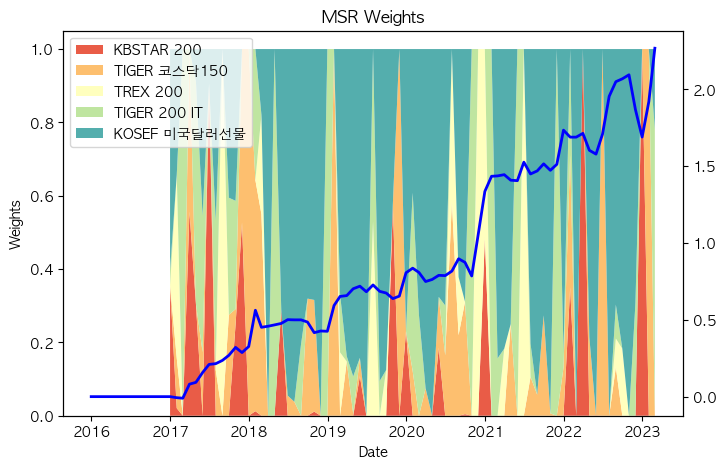 MSR Weights
KBSTAR 200
TIGER 코스닥150
TREX 200
TIGER 200 IT
KOSEF 미국달러선물
1.0
0.8
0.6
0.4
0.2
0.0
Weights
2.0
1.5
1.0
0.5
0.0
2016 2017 2018 2019 2020 2021 2022 2023
Date